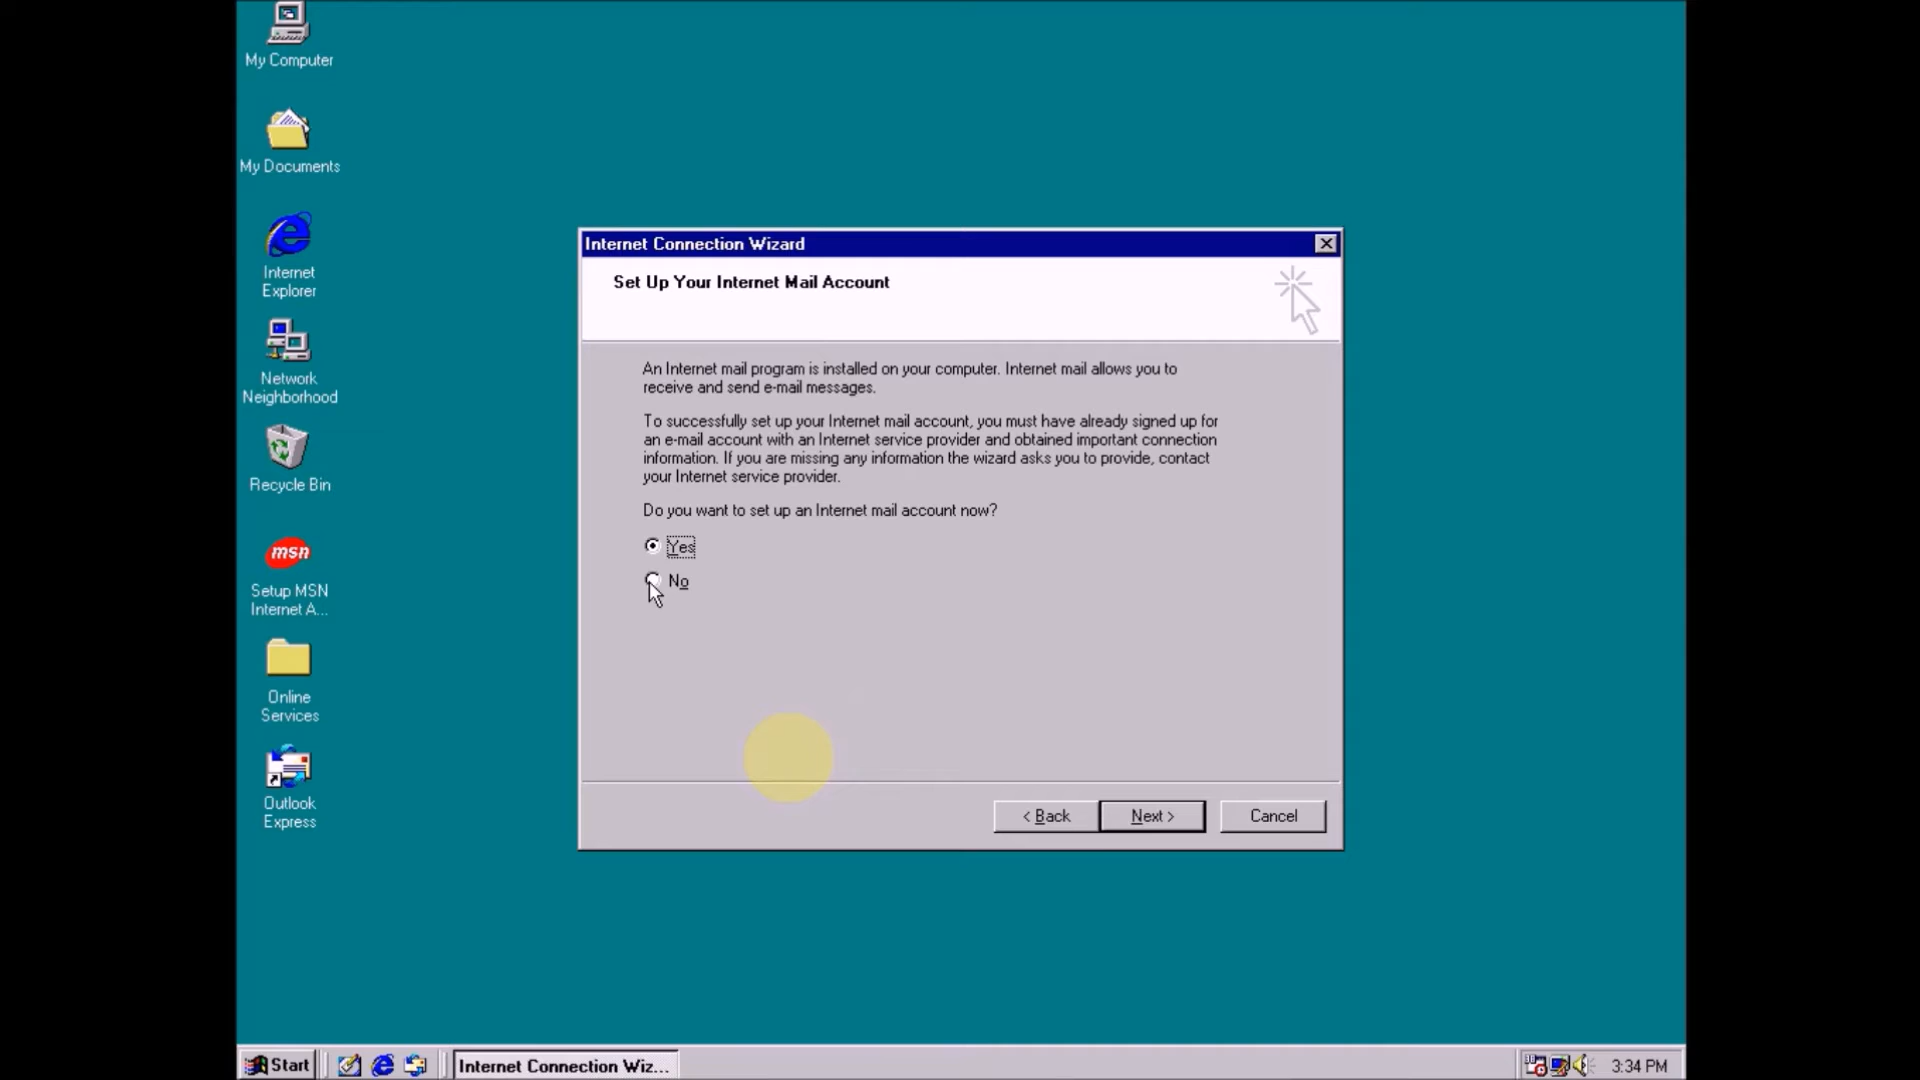 My Computer
My Documents
Internet
Explorer
Network
Neighborhood
Recycle Bin
msn
Setup MSN
Internet A...
Online
Services
Outlook
Express
Internet Connection Wizard
Set Up Your Internet Mail Account
An Internet mail program is installed on your computer. Internet mail allows you to
receive and send e-mail messages.
To successfully set up your Internet mail account, you must have already signed up for
an e-mail account with an Internet service provider and obtained important connection
information. If you are missing any information the wizard asks you to provide, contact
your Internet service provider.
Do you want to set up an Internet mail account now?
Yes
No
< Back
Next >
Cancel
Start
Internet Connection Wiz...
3:34 PM